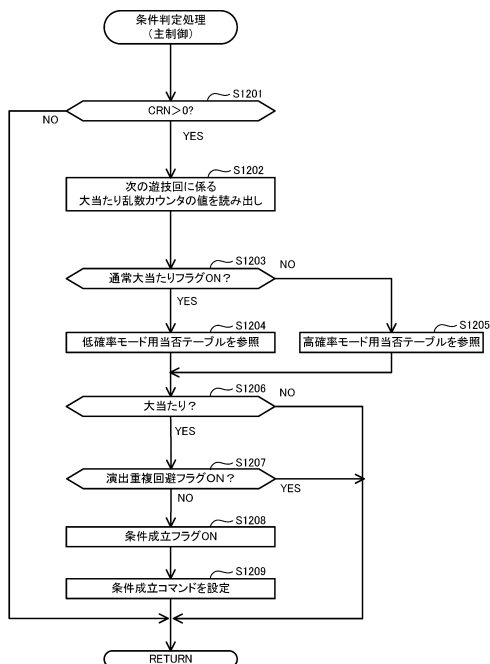 条件判定処理
（主制御）
S1201
CRN＞0?
NO
YES
S1202
次の遊技回に係る
大当たり乱数カウンタの値を読み出し
S1203
通常大当たりフラグON？
NO
YES
S1204
低確率モード用当否テーブルを参照
S1205
高確率モード用当否テーブルを参照
S1206
大当たり？
NO
YES
S1207
演出重複回避フラグON？
YES
NO
S1208
条件成立フラグON
S1209
条件成立コマンドを設定
RETURN